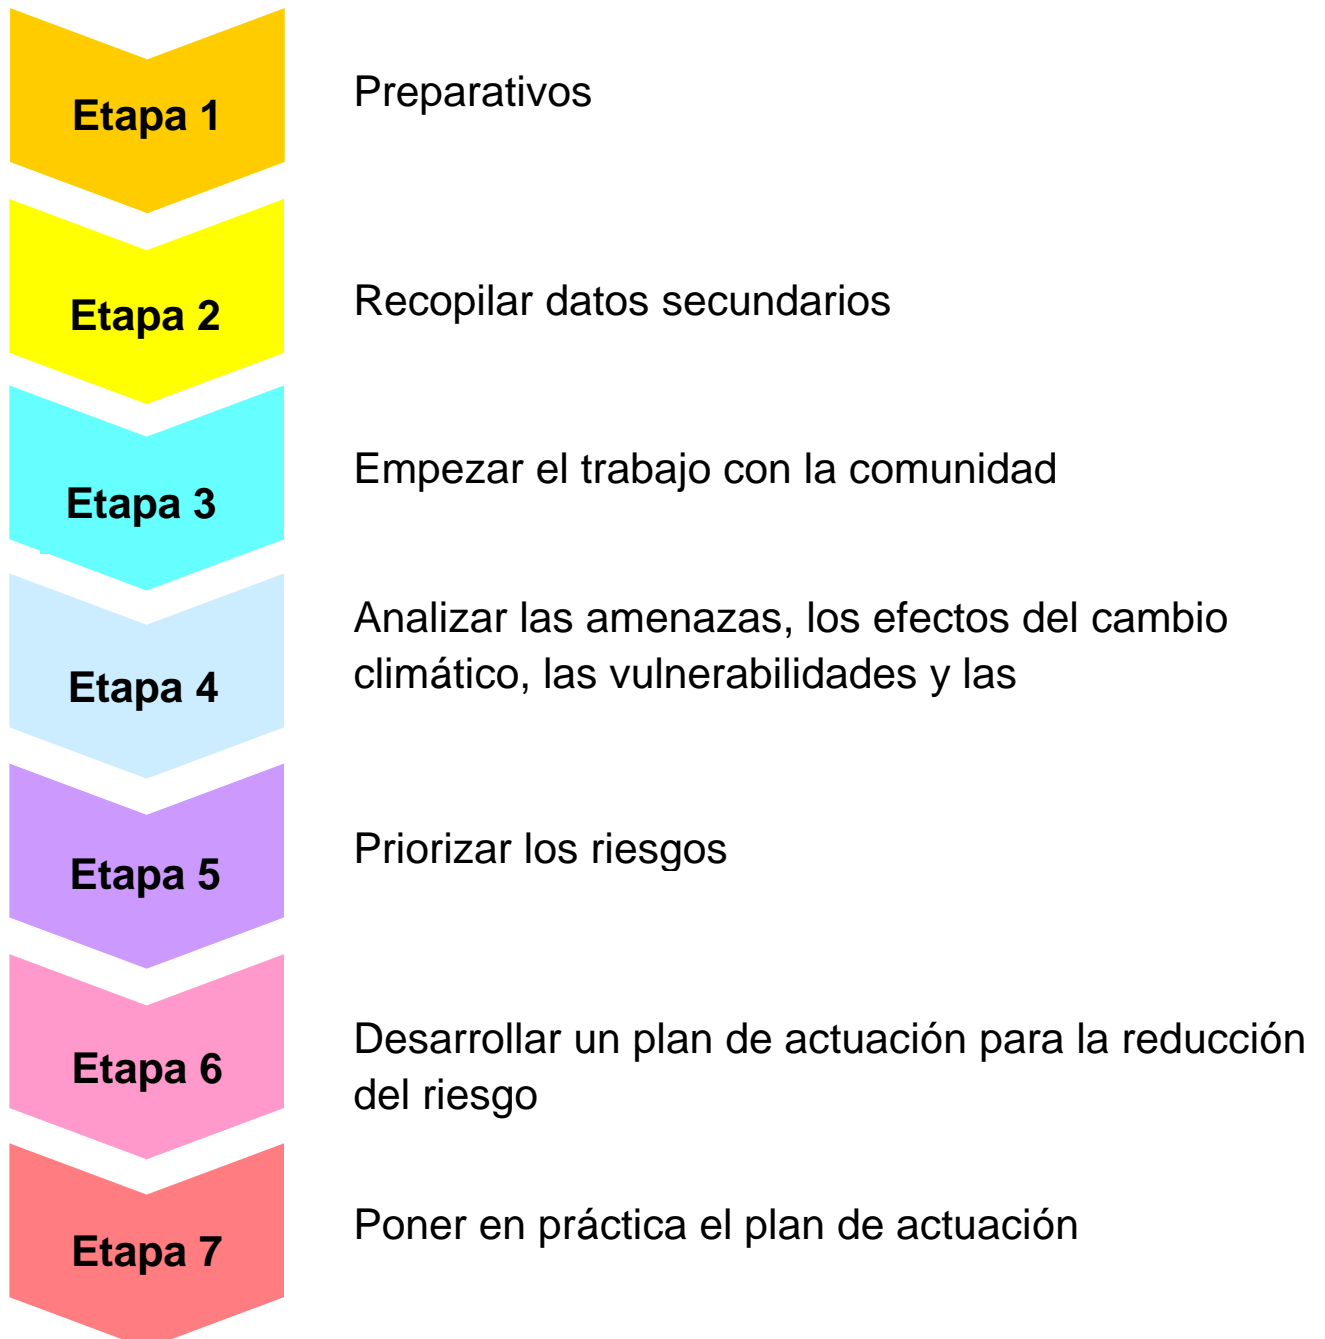 Etapa 1
Preparativos
Etapa 2
Recopilar datos secundarios
Etapa 3
Empezar el trabajo con la comunidad
Etapa 4
Analizar las amenazas, los efectos del cambio
climático, las vulnerabilidades y las
Etapa 5
Priorizar los riesgos
Etapa 6
Desarrollar un plan de actuación para la reducción
del riesgo
Etapa 7
Poner en práctica el plan de actuación